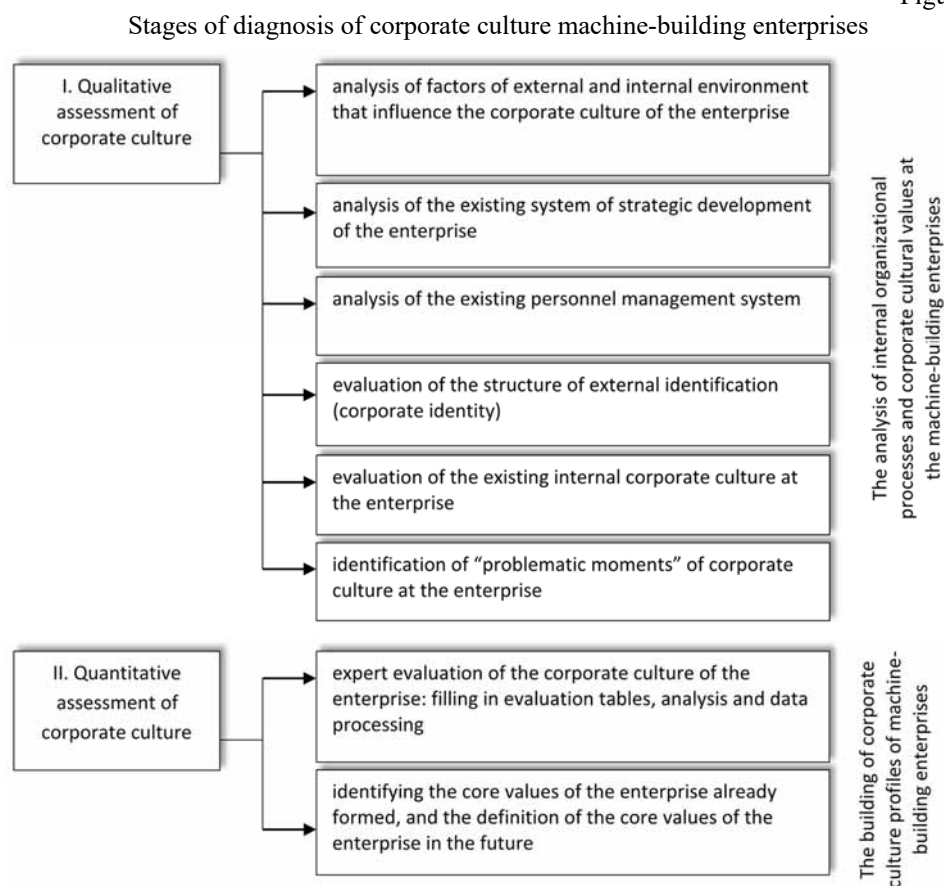 Stages of diagnosis of corporate culture machine-building enterprises
I. Qualitative
assessment of
corporate culture
analysis of factors of external and internal environment
that influence the corporate culture of the enterprise
analysis of the existing system of strategic development
of the enterprise
analysis of the existing personnel management system
evaluation of the structure of external identification
(corporate identity)
evaluation of the existing internal corporate culture at
the enterprise
identification of “problematic moments” of corporate
culture at the enterprise
The analysis of internal organizational
processes and corporate cultural values at
the machine-building enterprises
II. Quantitative
assessment of
corporate culture
expert evaluation of the corporate culture of the
enterprise: filling in evaluation tables, analysis and data
processing
identifying the core values of the enterprise already
formed, and the definition of the core values of the
enterprise in the future
The building of corporate
culture profiles of machine-
building enterprises